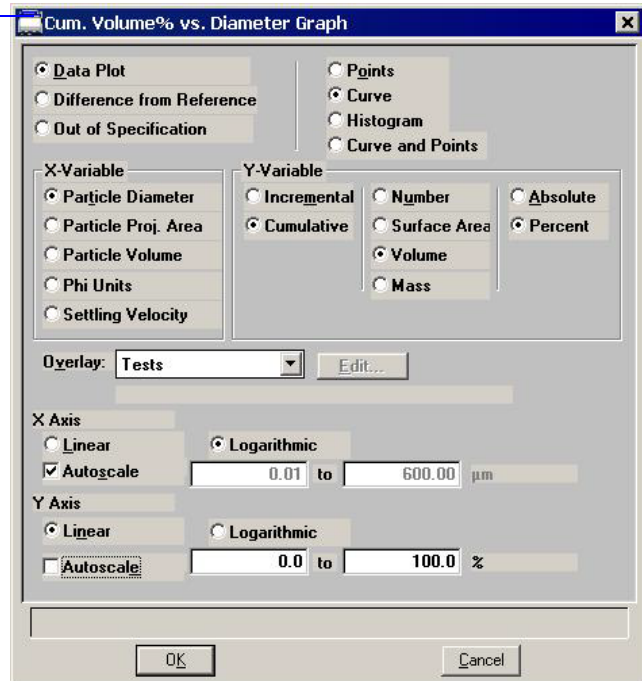 Cum. Volume% vs. Diameter Graph
Data Plot
Difference from Reference
Out of Specification
Points
Curve
Histogram
Curve and Points
X-Variable
Particle Diameter
Particle Proj. Area
Particle Volume
Phi Units
Settling Velocity
Y-Variable
Incremental
Cumulative
Number
Surface Area
Volume
Mass
Absolute
Percent
Overlay: Tests Edit...
X Axis
Linear Logarithmic
Autoscale 0.01 to 600.00 µm
Y Axis
Linear Logarithmic
Autoscale 0.0 to 100.0 %
OK Cancel